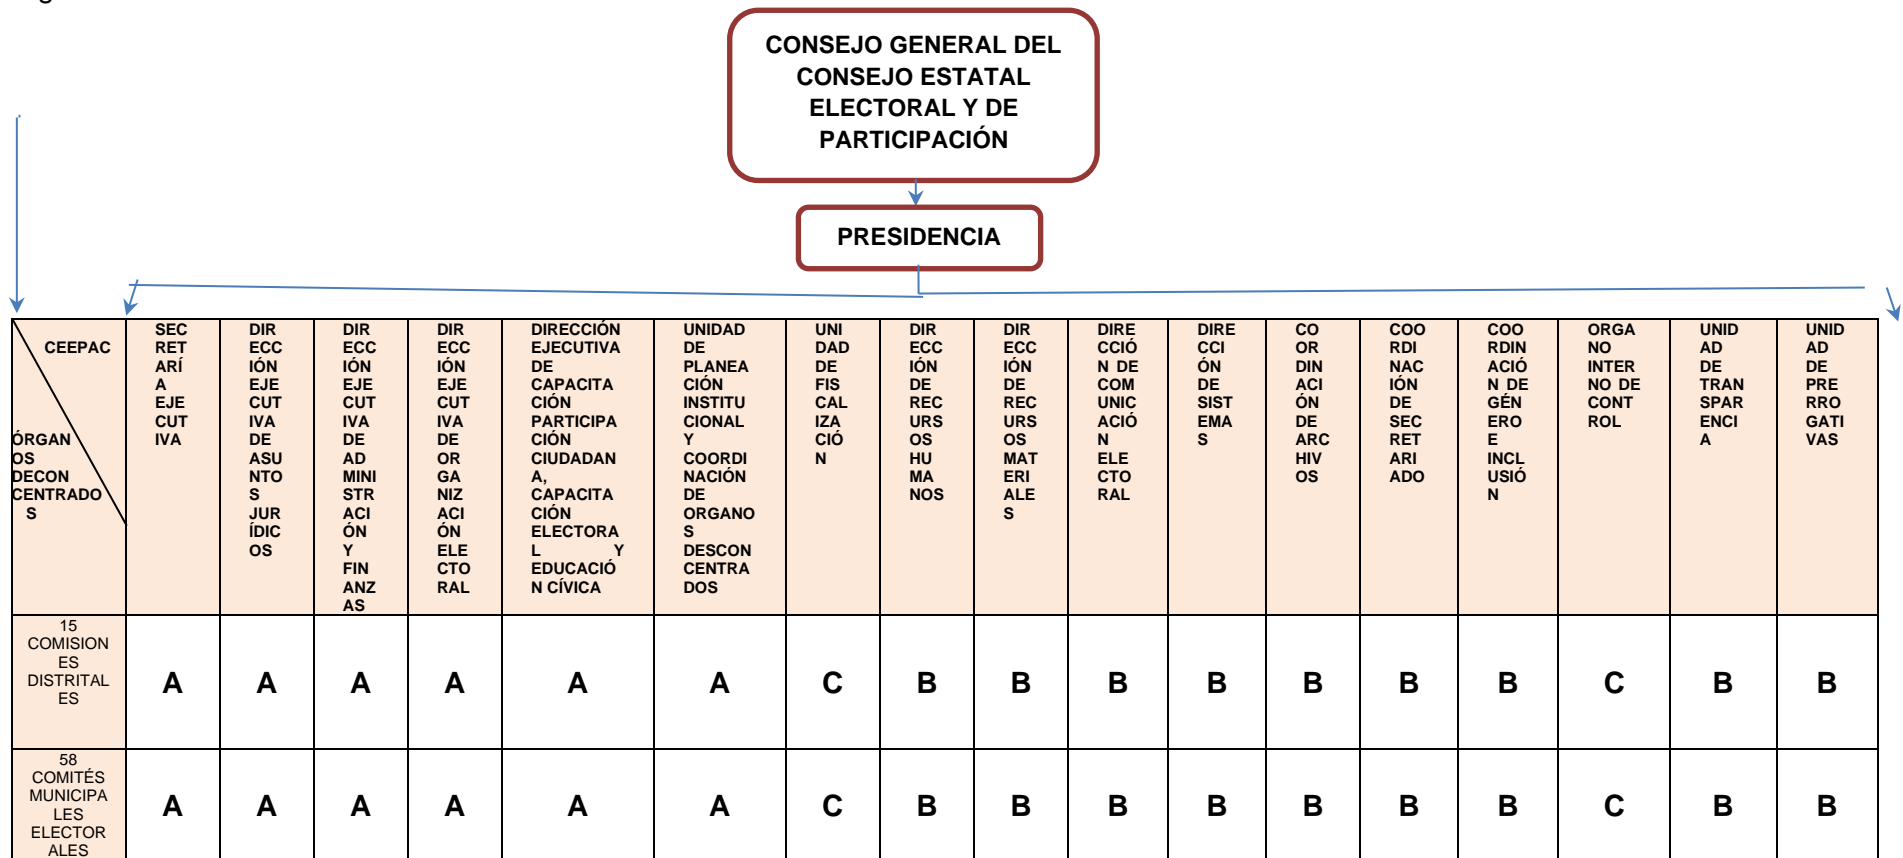 CONSEJO GENERAL DEL
CONSEJO ESTATAL
ELECTORAL Y DE
PARTICIPACIÓN
PRESIDENCIA
CEEPAC
ÓRGAN
OS
DECON
CENTRADO
S
SEC
RET
ARÍ
A
EJE
CUT
IVA
DIR
ECC
IÓN
EJE
CUT
IVA
DE
ASU
NTO
S
JUR
ÍDIC
OS
DIR
ECC
IÓN
EJE
CUT
IVA
DE
AD
MINI
STR
ACI
ÓN
Y
FIN
ANZ
AS
DIR
ECC
IÓN
EJE
CUT
IVA
DE
OR
GA
NIZ
ACI
ÓN
ELE
CTO
RAL
DIRECCIÓN
EJECUTIVA
DE
CAPACITA
CIÓN
PARTICIPA
CIÓN
CIUDADAN
A,
CAPACITA
CIÓN
ELECTORA
L Y
EDUCACIÓ
N CÍVICA
UNIDAD
DE
PLANEA
CIÓN
INSTITU
CIONAL
Y
COORDI
NACIÓN
DE
ORGANO
S
DESCON
CENTRA
DOS
UNI
DAD
DE
FIS
CAL
IZA
CIÓ
N
DIR
ECC
IÓN
DE
REC
URS
OS
HU
MA
NOS
DIR
ECC
IÓN
DE
REC
URS
OS
MAT
ERI
ALE
S
DIRE
CCIÓ
N DE
COM
UNIC
ACIÓ
N
ELE
CTO
RAL
DIRE
CCI
ÓN
DE
SIST
EMA
S
CO
OR
DIN
ACI
ÓN
DE
ARC
HIV
OS
COO
RDI
NAC
IÓN
DE
SEC
RET
ARI
ADO
COO
RDIN
ACIÓ
N DE
GÉN
ERO
E
INCL
USIÓ
N
ORGA
NO
INTER
NO DE
CONT
ROL
UNID
AD
DE
TRAN
SPAR
ENCI
A
UNID
AD
DE
PRE
RRO
GATI
VAS
15
COMISION
ES
DISTRITAL
ES
A A A A A A C B B B B B B B C B B
58
COMITÉS
MUNICIPA
LES
ELECTOR
ALES
A A A A A A C B B B B B B B C B B